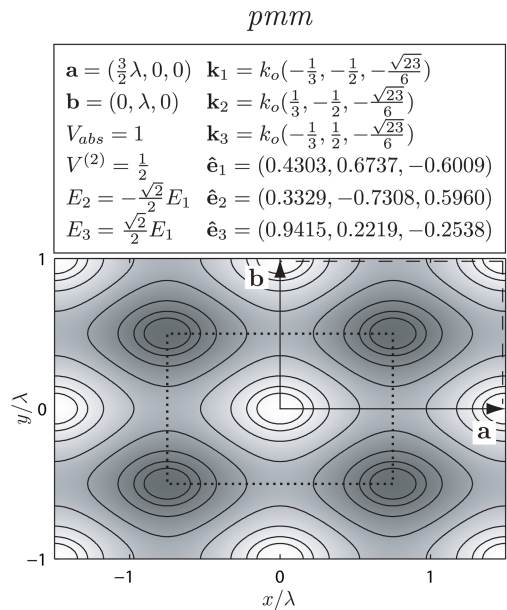 pmm
a = (3/2 λ, 0, 0) k₁ = kₒ(−1/3, −1/2, −√23/6)
b = (0, λ, 0) k₂ = kₒ(1/3, −1/2, −√23/6)
V_abs = 1 k₃ = kₒ(−1/3, 1/2, −√23/6)
V⁽²⁾ = 1/2 ê₁ = (0.4303, 0.6737, −0.6009)
E₂ = −√2/2 E₁ ê₂ = (0.3329, −0.7308, 0.5960)
E₃ = √2/2 E₁ ê₃ = (0.9415, 0.2219, −0.2538)
1
b
y/λ
0
a
−1
−1 0 1
x/λ